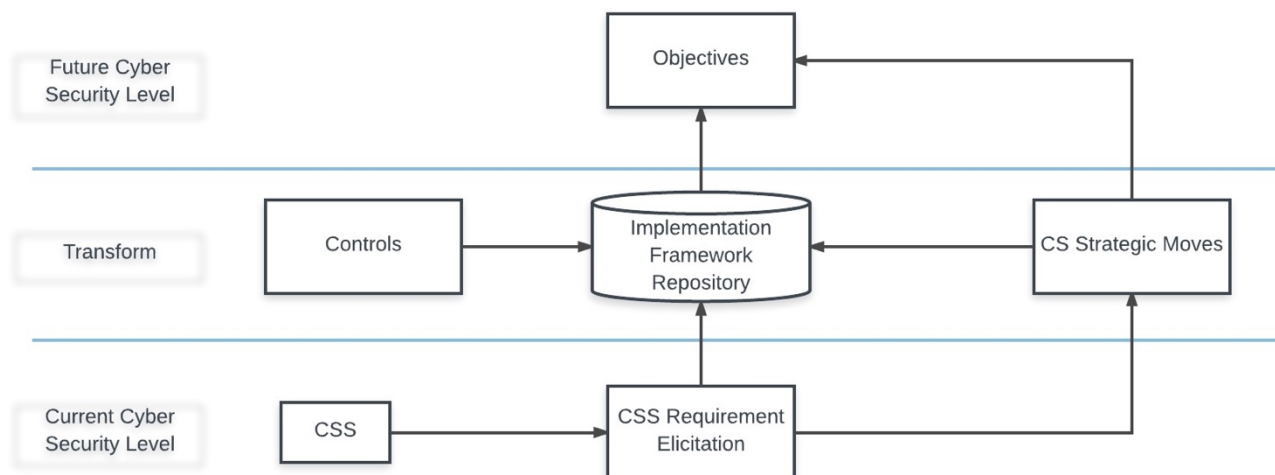 Future Cyber
Security Level
Objectives
Transform
Controls
Implementation
Framework
Repository
CS Strategic Moves
Current Cyber
Security Level
CSS
CSS Requirement
Elicitation